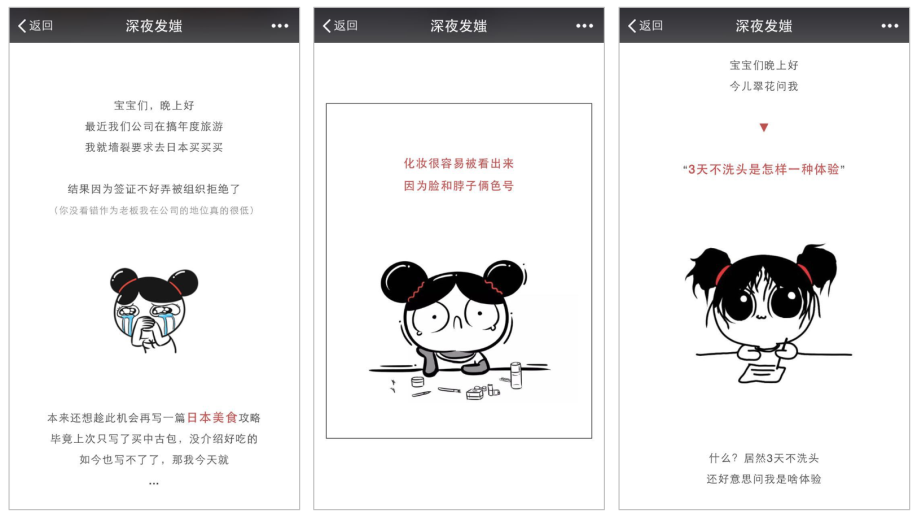 返回
深夜发媸
宝宝们，晚上好
最近我们公司在搞年度旅游
我就墙裂要求去日本买买买
结果因为签证不好弄被组织拒绝了
（你没看错作为老板我在公司的地位真的很低）
本来还想趁此机会再写一篇日本美食攻略
毕竟上次只写了买中古包，没介绍好吃的
如今也写不了了，那我今天就
...
返回
深夜发媸
化妆很容易被看出来
因为脸和脖子俩色号
返回
深夜发媸
宝宝们晚上好
今儿翠花问我
“3天不洗头是怎样一种体验”
什么？居然3天不洗头
还好意思问我是啥体验